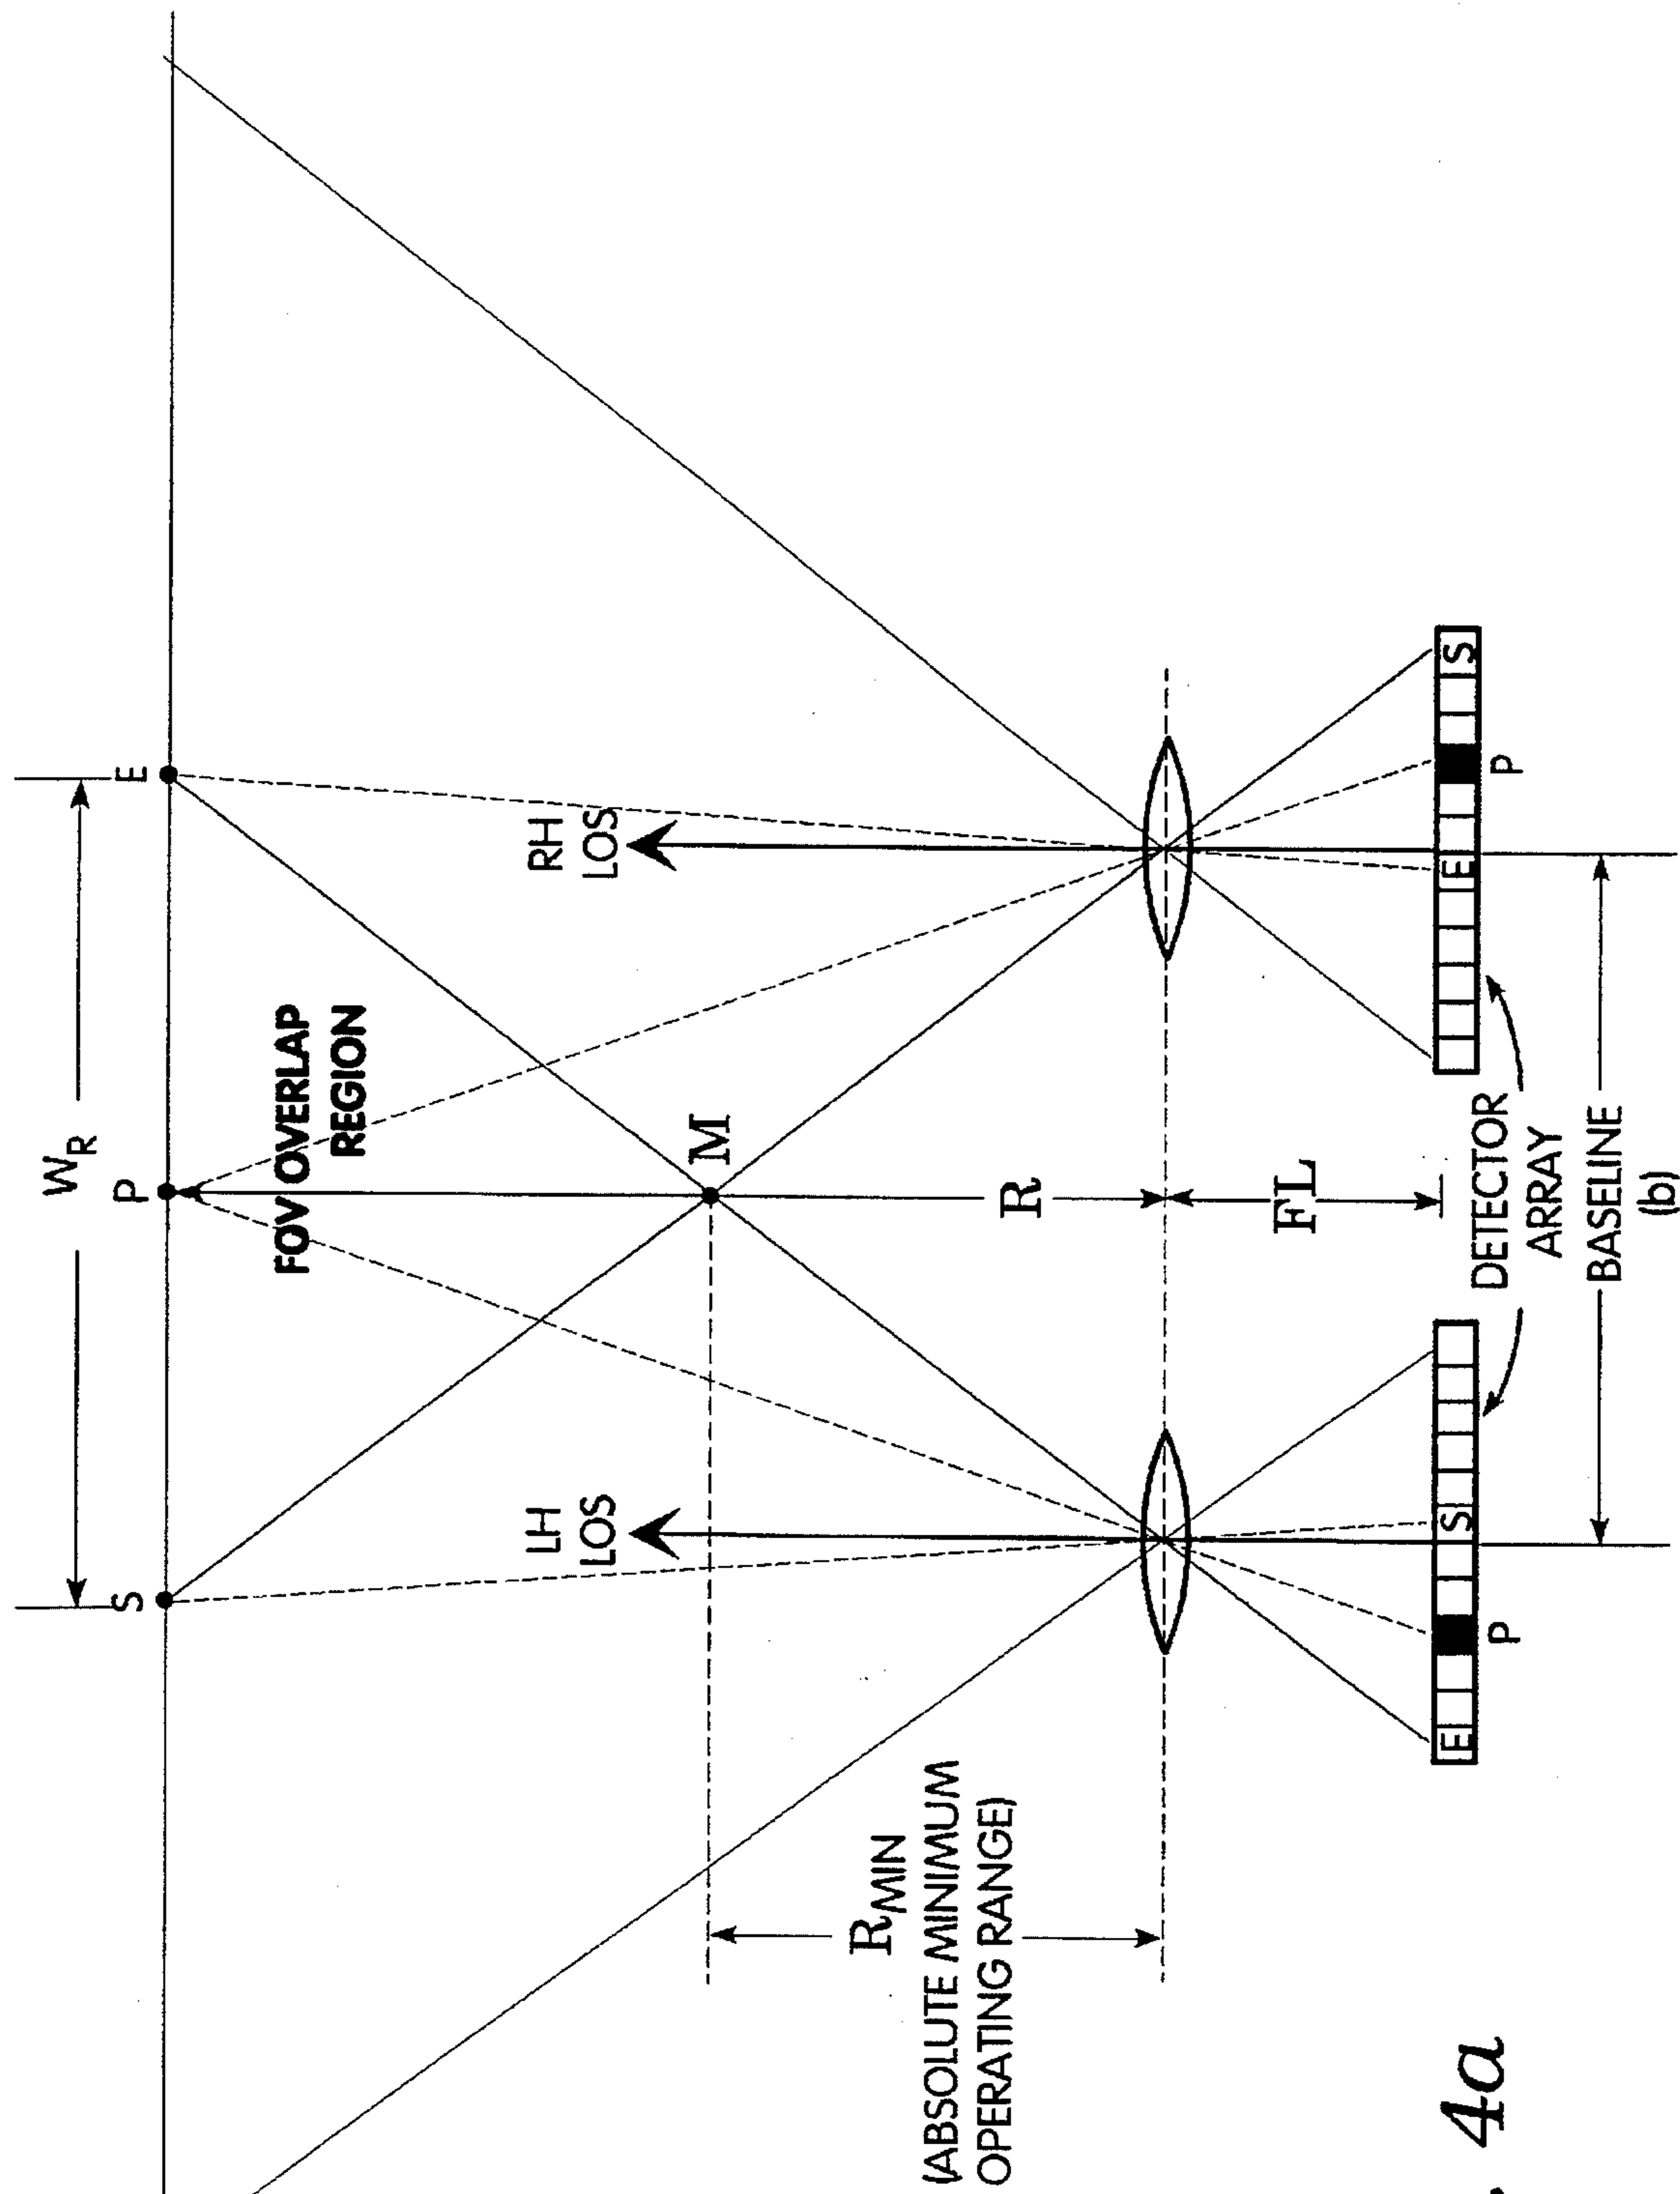 W_R
S
P
E
FOV OVERLAP
REGION
LH
LOS
RH
LOS
M
R_MIN
(ABSOLUTE MINIMUM
OPERATING RANGE)
R
FL
E
S
E
S
P
P
DETECTOR
ARRAY
BASELINE
(b)
4a